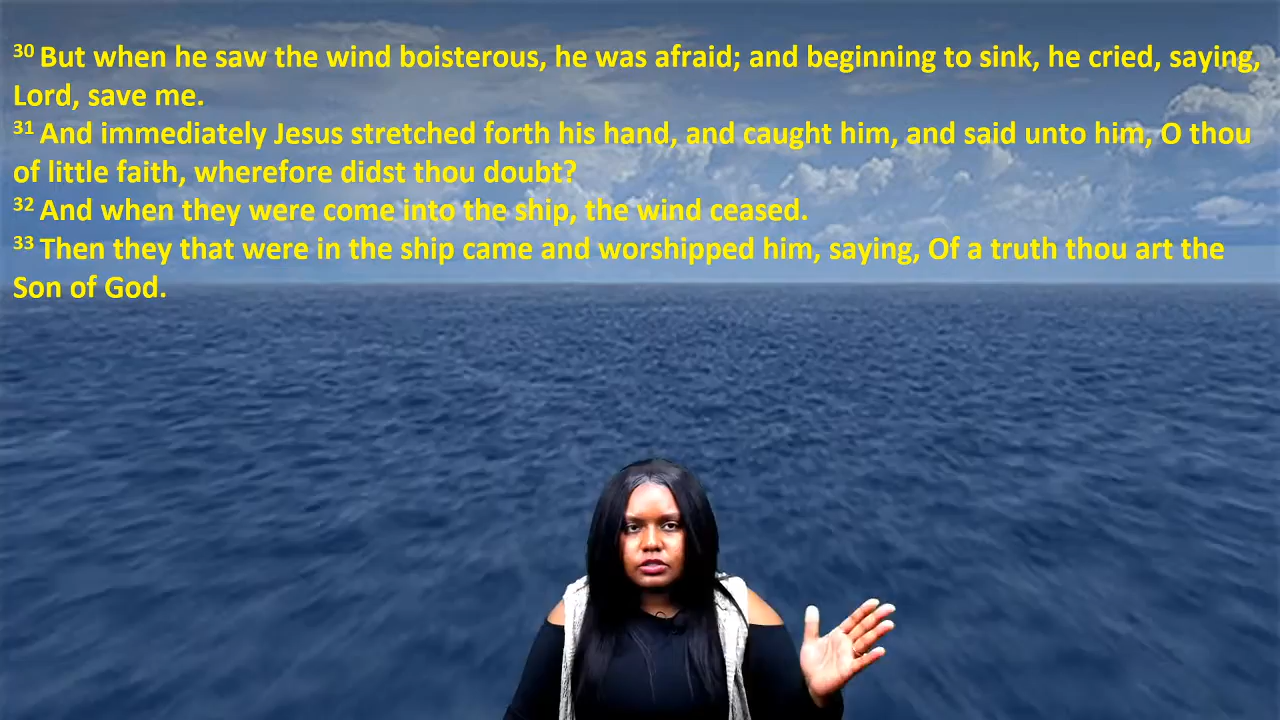 30 But when he saw the wind boisterous, he was afraid; and beginning to sink, he cried, saying,
Lord, save me.
31 And immediately Jesus stretched forth his hand, and caught him, and said unto him, O thou
of little faith, wherefore didst thou doubt?
32 And when they were come into the ship, the wind ceased.
33 Then they that were in the ship came and worshipped him, saying, Of a truth thou art the
Son of God.